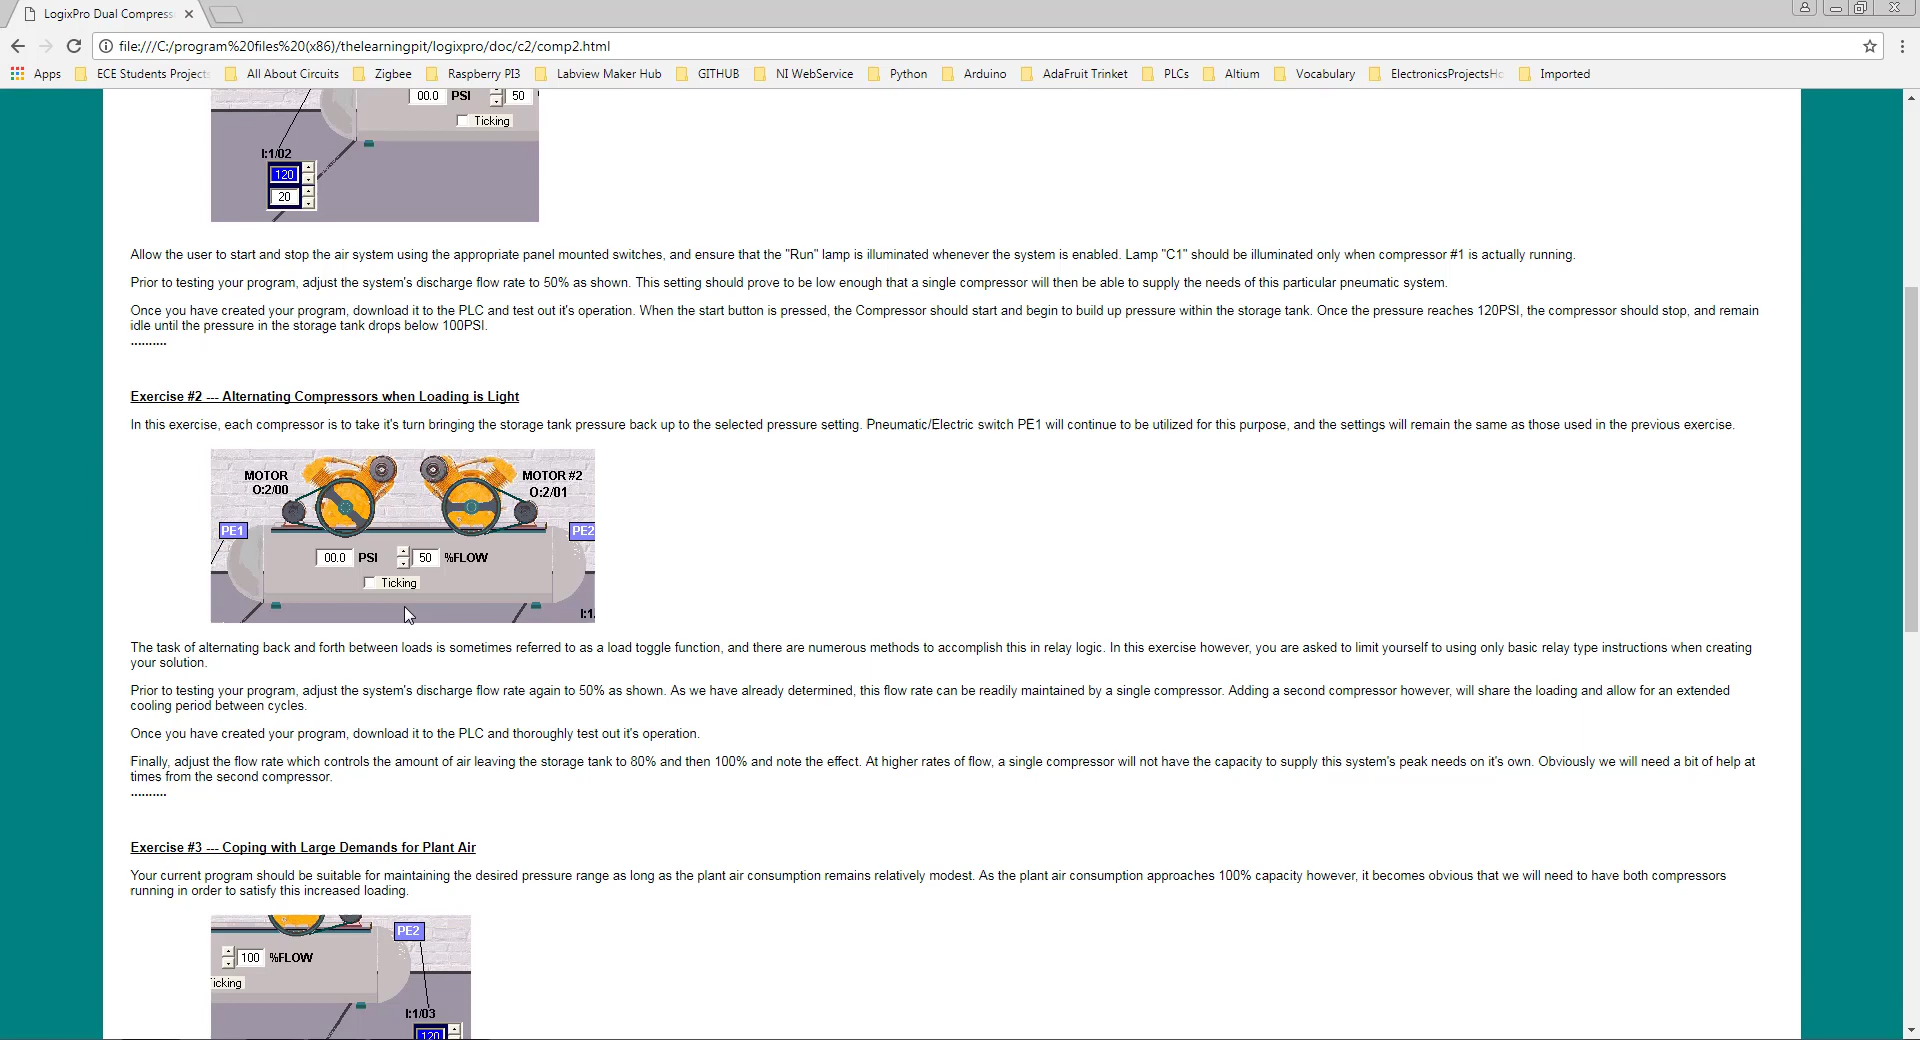 LogixPro Dual Compress
file:///C:/program%20files%20(x86)/thelearningpit/logixpro/doc/c2/comp2.html
Apps ECE Students Projects All About Circuits Zigbee Raspberry PI3 Labview Maker Hub GITHUB NI WebService Python Arduino AdaFruit Trinket PLCs Altium Vocabulary ElectronicsProjectsHo Imported
00.0 PSI 50
Ticking
I:1/02
120
20
Allow the user to start and stop the air system using the appropriate panel mounted switches, and ensure that the "Run" lamp is illuminated whenever the system is enabled. Lamp "C1" should be illuminated only when compressor #1 is actually running.
Prior to testing your program, adjust the system's discharge flow rate to 50% as shown. This setting should prove to be low enough that a single compressor will then be able to supply the needs of this particular pneumatic system.
Once you have created your program, download it to the PLC and test out it's operation. When the start button is pressed, the Compressor should start and begin to build up pressure within the storage tank. Once the pressure reaches 120PSI, the compressor should stop, and remain
idle until the pressure in the storage tank drops below 100PSI.
..........
Exercise #2 --- Alternating Compressors when Loading is Light
In this exercise, each compressor is to take it's turn bringing the storage tank pressure back up to the selected pressure setting. Pneumatic/Electric switch PE1 will continue to be utilized for this purpose, and the settings will remain the same as those used in the previous exercise.
MOTOR MOTOR #2
O:2/00 O:2/01
PE1 PE2
00.0 PSI 50 %FLOW
Ticking
I:1.
The task of alternating back and forth between loads is sometimes referred to as a load toggle function, and there are numerous methods to accomplish this in relay logic. In this exercise however, you are asked to limit yourself to using only basic relay type instructions when creating
your solution.
Prior to testing your program, adjust the system's discharge flow rate again to 50% as shown. As we have already determined, this flow rate can be readily maintained by a single compressor. Adding a second compressor however, will share the loading and allow for an extended
cooling period between cycles.
Once you have created your program, download it to the PLC and thoroughly test out it's operation.
Finally, adjust the flow rate which controls the amount of air leaving the storage tank to 80% and then 100% and note the effect. At higher rates of flow, a single compressor will not have the capacity to supply this system's peak needs on it's own. Obviously we will need a bit of help at
times from the second compressor.
..........
Exercise #3 --- Coping with Large Demands for Plant Air
Your current program should be suitable for maintaining the desired pressure range as long as the plant air consumption remains relatively modest. As the plant air consumption approaches 100% capacity however, it becomes obvious that we will need to have both compressors
running in order to satisfy this increased loading.
PE2
100 %FLOW
icking
I:1/03
120